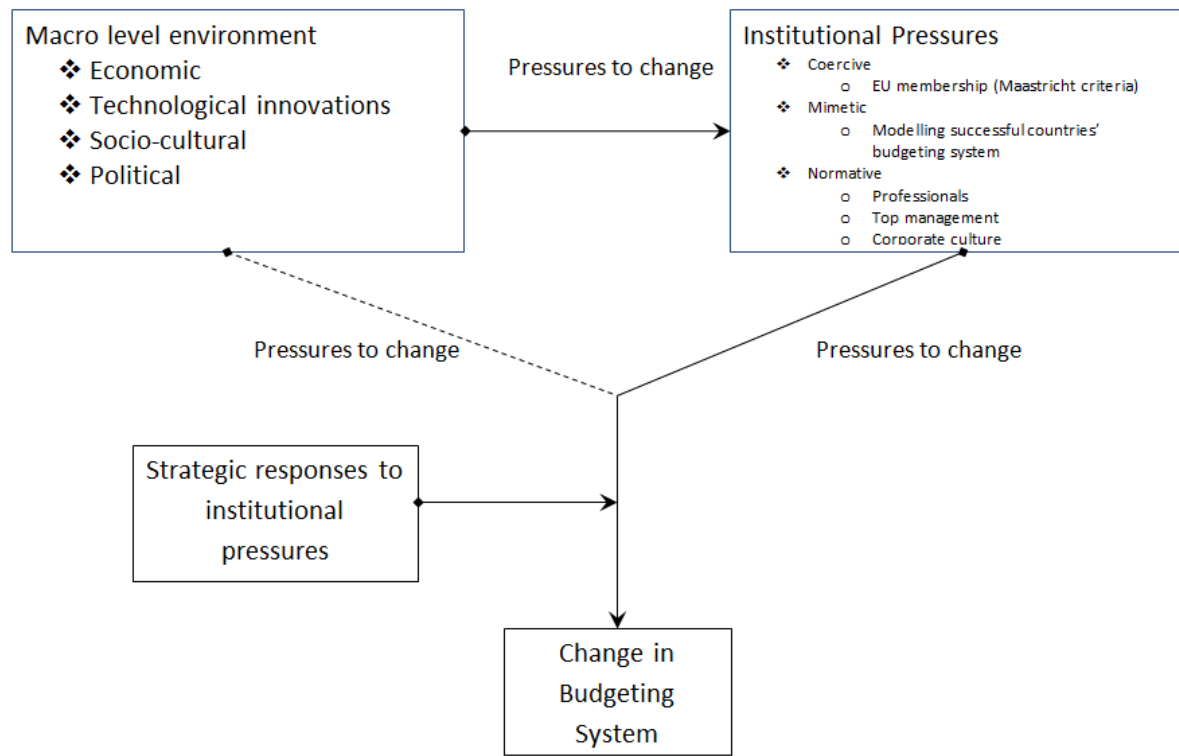 Macro level environment
❖ Economic
❖ Technological innovations
❖ Socio-cultural
❖ Political
Pressures to change
Institutional Pressures
❖ Coercive
o EU membership (Maastricht criteria)
❖ Mimetic
o Modelling successful countries’
budgeting system
❖ Normative
o Professionals
o Top management
o Corporate culture
Pressures to change
Pressures to change
Strategic responses to
institutional
pressures
Change in
Budgeting
System